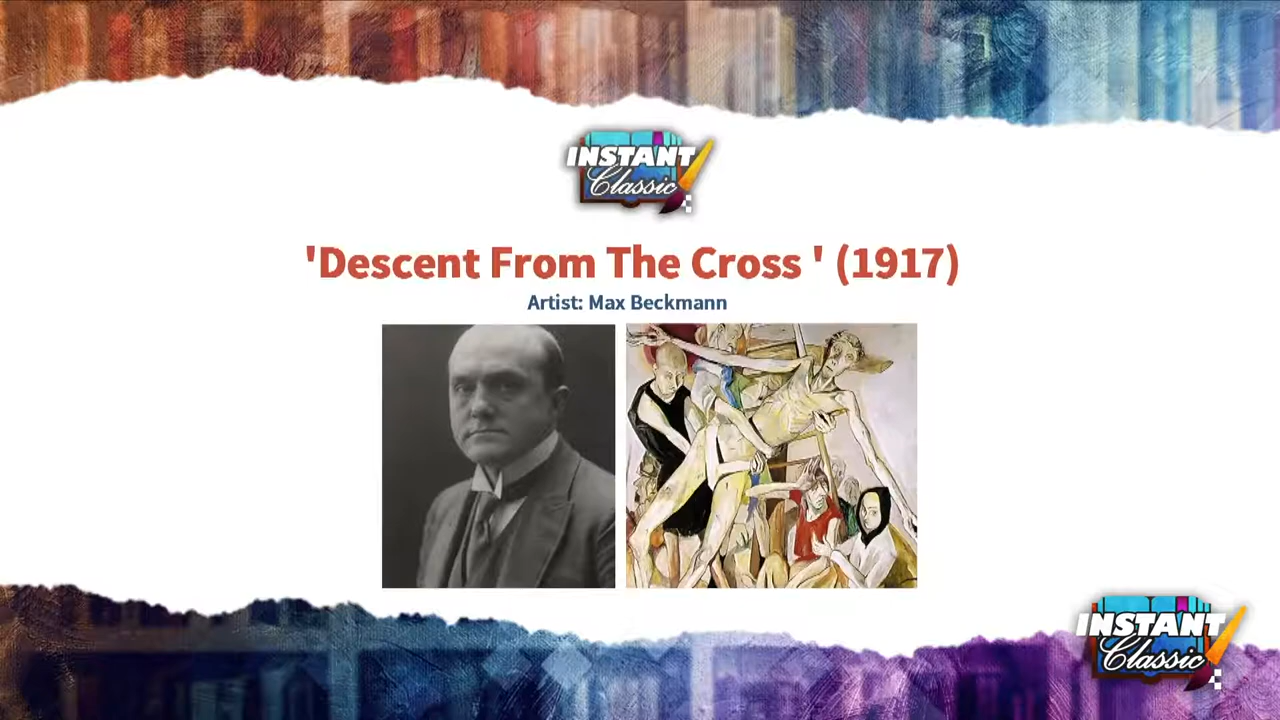 INSTANT
Classic
'Descent From The Cross ' (1917)
Artist: Max Beckmann
INSTANT
Classic